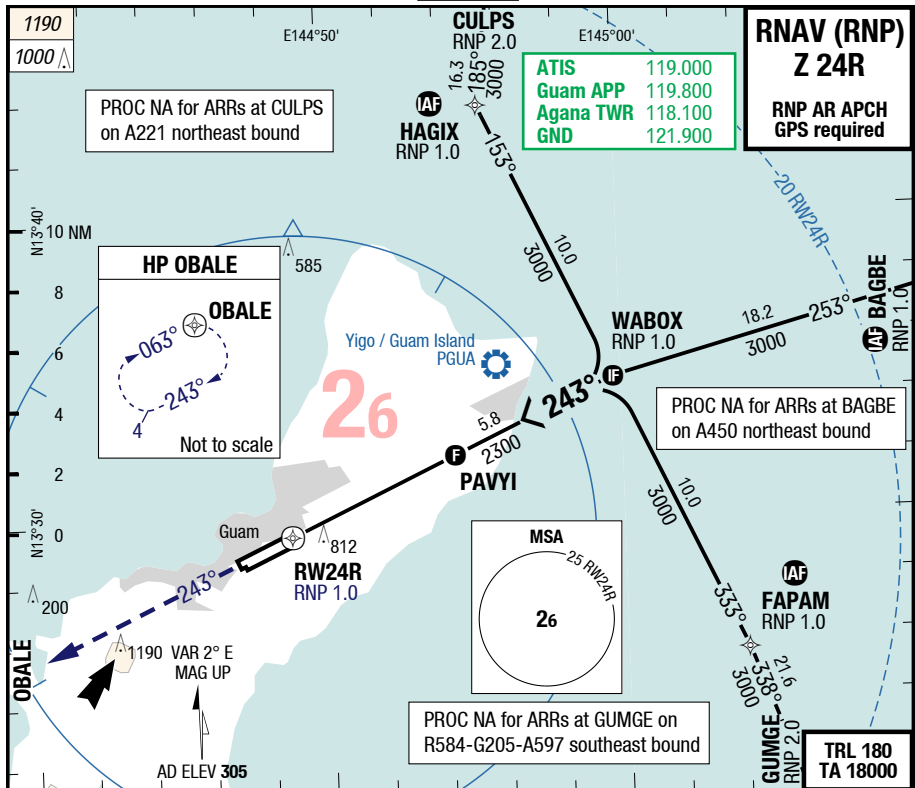 1190
1000
CULPS
RNP 2.0
E144°50'
E145°00'
16.3
185°
3000
RNAV (RNP)
Z 24R
RNP AR APCH
GPS required
ATIS 119.000
Guam APP 119.800
Agana TWR 118.100
GND 121.900
PROC NA for ARRs at CULPS
on A221 northeast bound
IAF
HAGIX
RNP 1.0
153°
10.0
3000
20 RW24R
N13°40'
10 NM
8
6
4
2
0
N13°30'
585
HP OBALE
OBALE
063°
243°
4
Not to scale
Yigo / Guam Island
PGUA
26
WABOX
RNP 1.0
IF
18.2
3000
253°
IAF BAGBE
RNP 1.0
243°
5.8
2300
F
PAVYI
PROC NA for ARRs at BAGBE
on A450 northeast bound
10.0
3000
333°
Guam
812
RW24R
RNP 1.0
243°
MSA
25 RW24R
26
IAF
FAPAM
RNP 1.0
21.6
338°
3000
GUMGE
RNP 2.0
200
OBALE
1190
VAR 2° E
MAG UP
AD ELEV 305
PROC NA for ARRs at GUMGE on
R584-G205-A597 southeast bound
TRL 180
TA 18000